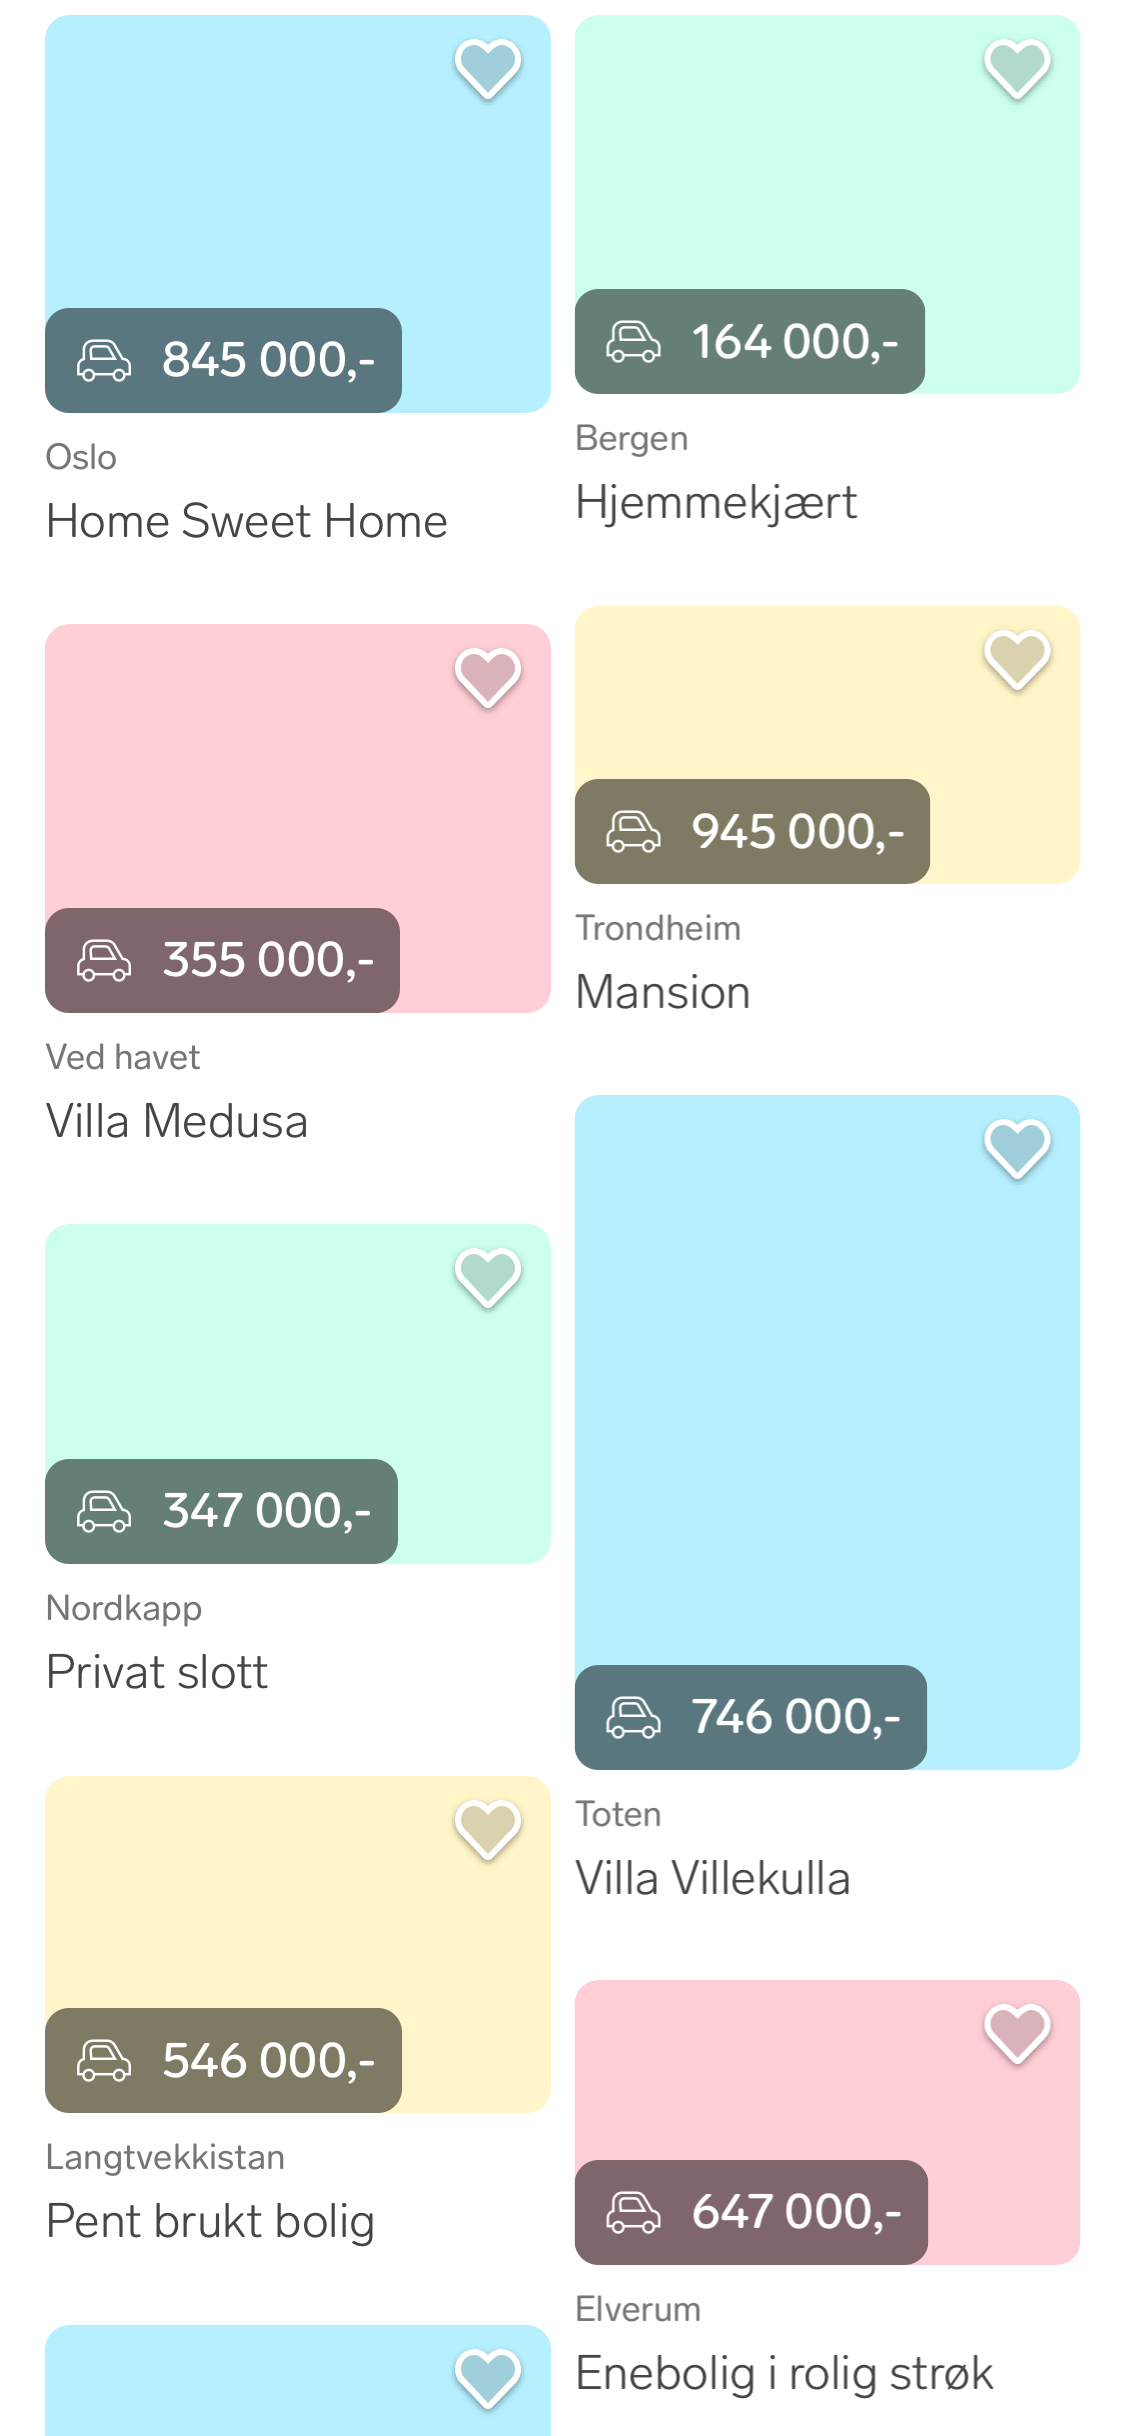 845 000,-
Oslo
Home Sweet Home
164 000,-
Bergen
Hjemmekjært
355 000,-
Ved havet
Villa Medusa
945 000,-
Trondheim
Mansion
347 000,-
Nordkapp
Privat slott
746 000,-
Toten
Villa Villekulla
546 000,-
Langtvekkistan
Pent brukt bolig
647 000,-
Elverum
Enebolig i rolig strøk